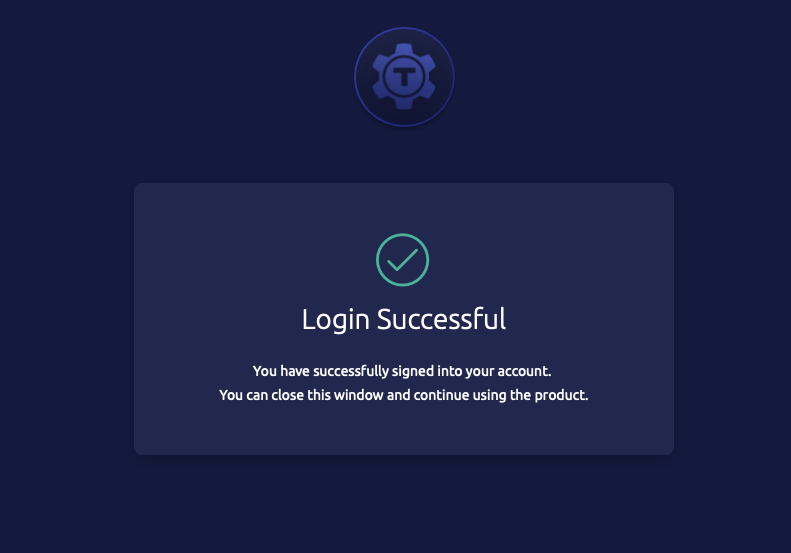 T
Login Successful
You have successfully signed into your account.
You can close this window and continue using the product.